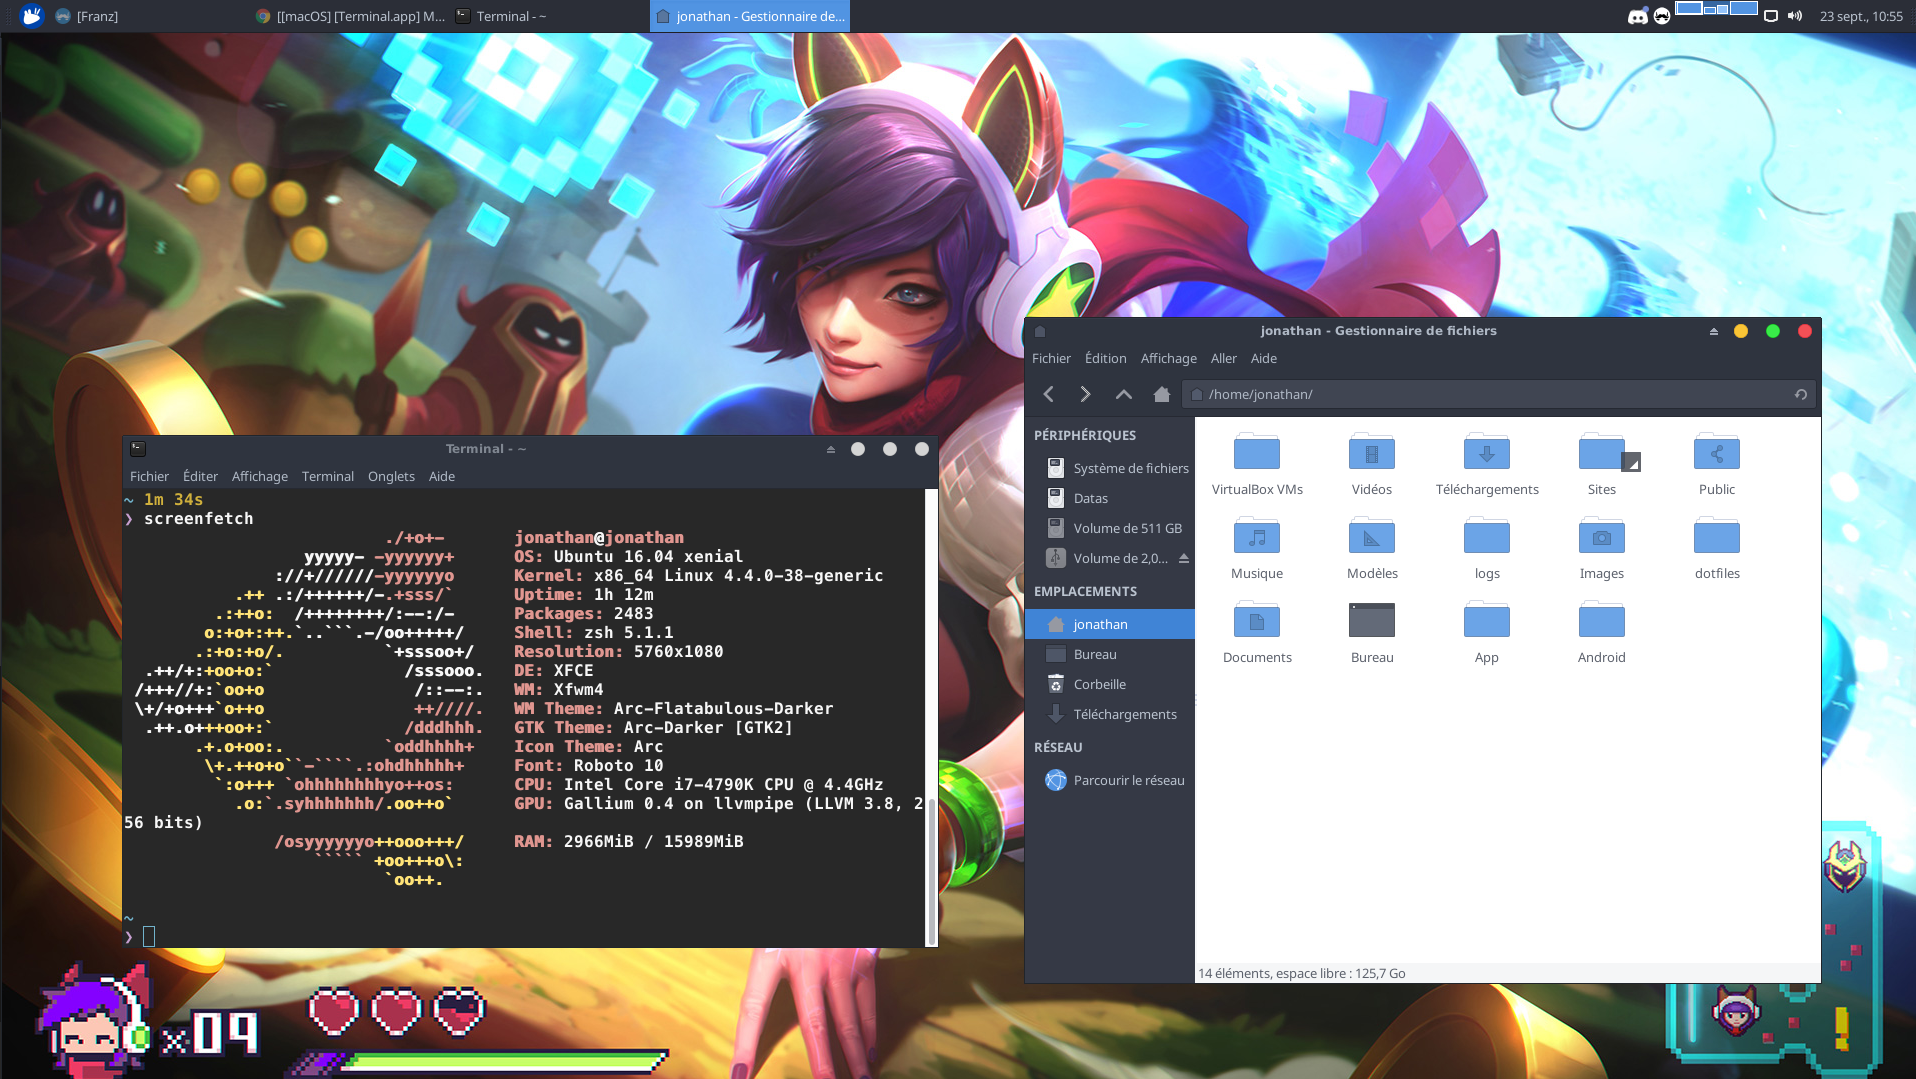 [Franz]
[[macOS] [Terminal.app] M...
Terminal - ~
jonathan - Gestionnaire de...
23 sept., 10:55
jonathan - Gestionnaire de fichiers
Fichier Édition Affichage Aller Aide
/home/jonathan/
PÉRIPHÉRIQUES
Système de fichiers
Datas
Volume de 511 GB
Volume de 2,0...
EMPLACEMENTS
jonathan
Bureau
Corbeille
Téléchargements
RÉSEAU
Parcourir le réseau
VirtualBox VMs Vidéos Téléchargements Sites Public
Musique Modèles logs Images dotfiles
Documents Bureau App Android
14 éléments, espace libre : 125,7 Go
Terminal - ~
Fichier Éditer Affichage Terminal Onglets Aide
~ 1m 34s
❯ screenfetch
./+o+- jonathan@jonathan
yyyyy- -yyyyyy+ OS: Ubuntu 16.04 xenial
://+//////-yyyyyyo Kernel: x86_64 Linux 4.4.0-38-generic
.++ .:/++++++/-.+sss/` Uptime: 1h 12m
.:++o: /++++++++/:--:/- Packages: 2483
o:+o+:++.`..```.-/oo+++++/ Shell: zsh 5.1.1
.:+o:+o/. `+sssoo+/ Resolution: 5760x1080
.++/+:+oo+o:` /sssooo. DE: XFCE
/+++//+:`oo+o /::--:. WM: Xfwm4
\+/+o+++`o++o ++////. WM Theme: Arc-Flatabulous-Darker
.++.o+++oo+:` /dddhhh. GTK Theme: Arc-Darker [GTK2]
.+.o+oo:. `oddhhhh+ Icon Theme: Arc
\+.++o+o``-````.:ohdhhhhh+ Font: Roboto 10
`:o+++ `ohhhhhhhhyo++os: CPU: Intel Core i7-4790K CPU @ 4.4GHz
.o:`.syhhhhhhh/.oo++o` GPU: Gallium 0.4 on llvmpipe (LLVM 3.8, 2
56 bits)
/osyyyyyyo++ooo+++/ RAM: 2966MiB / 15989MiB
````` +oo+++o\:
`oo++.
~
❯
x09
!